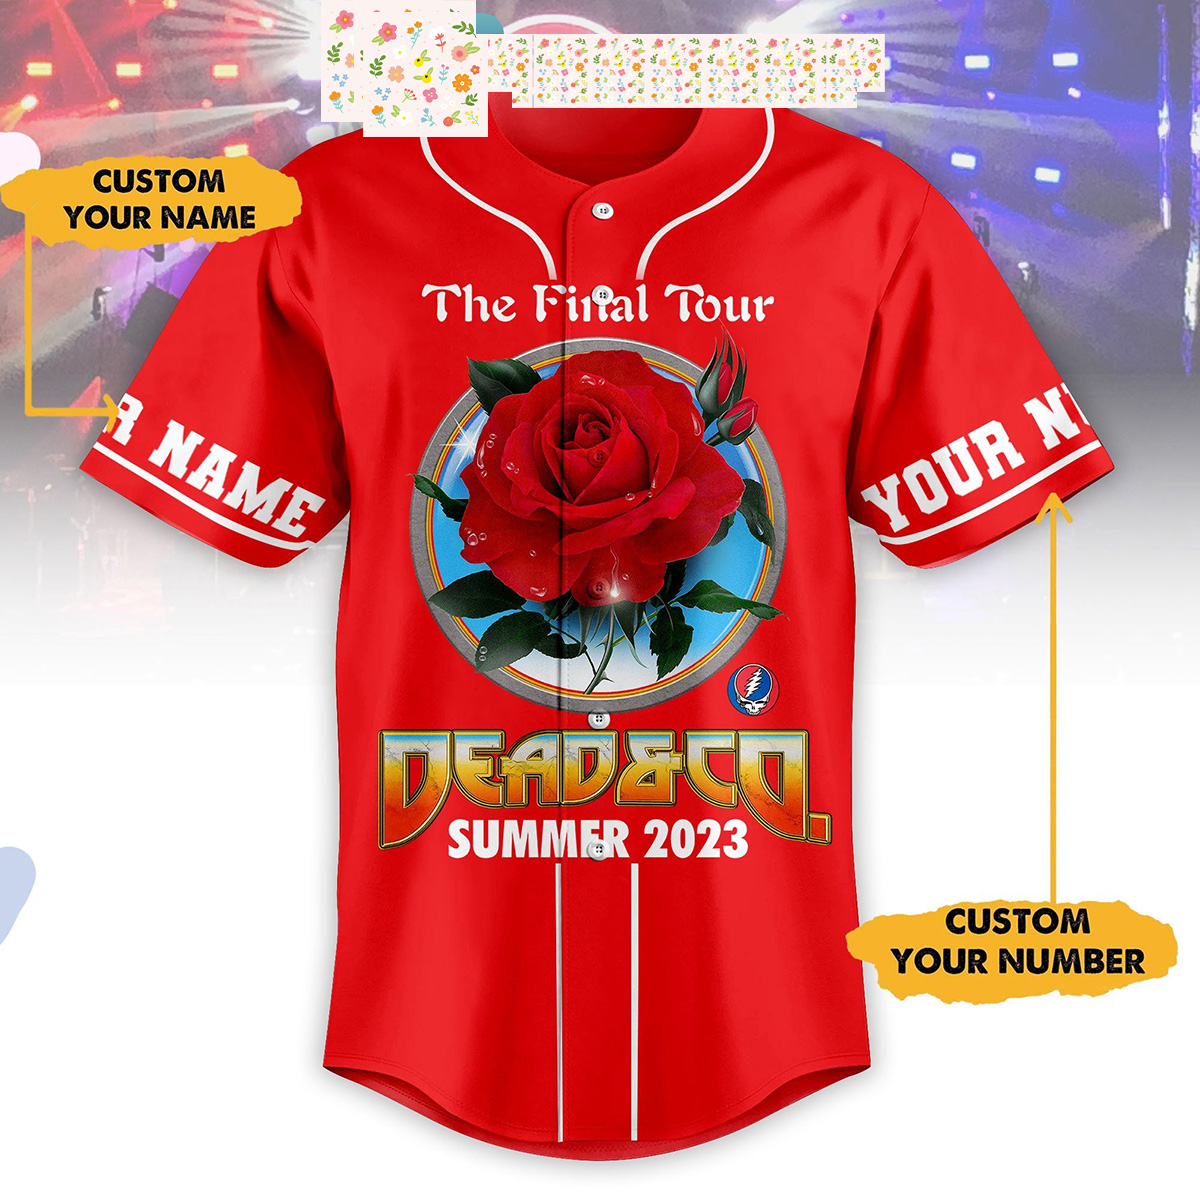 CUSTOM
YOUR NAME
The Final Tour
R NAME
YOUR N
DEAD & CO.
SUMMER 2023
CUSTOM
YOUR NUMBER